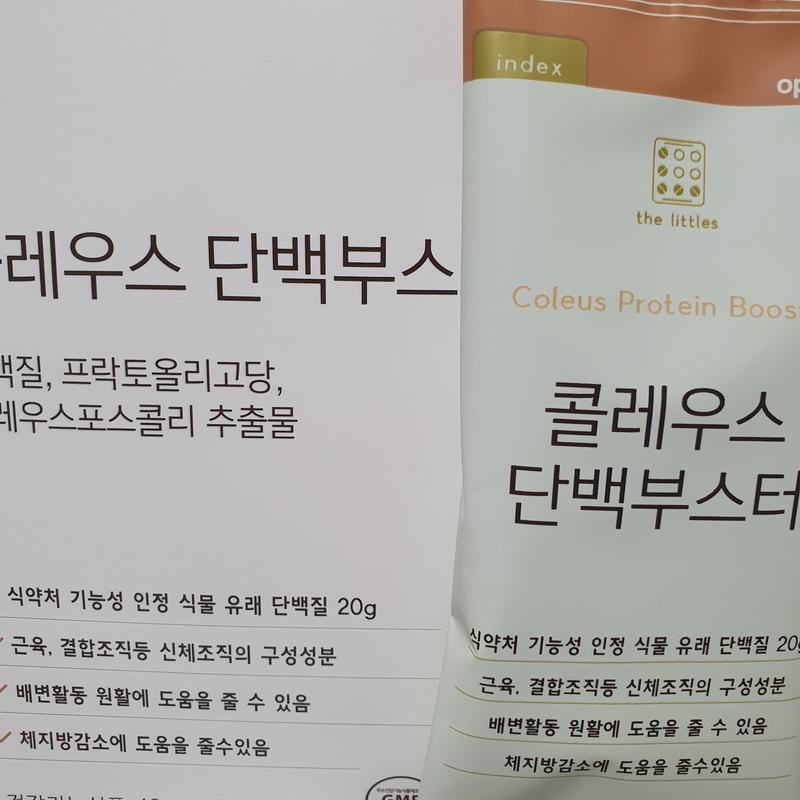 레우스 단백부스
백질, 프락토올리고당,
레우스포스콜리 추출물
식약처 기능성 인정 식물 유래 단백질 20g
근육, 결합조직등 신체조직의 구성성분
배변활동 원활에 도움을 줄 수 있음
체지방감소에 도움을 줄수있음
GMP
index
op
the littles
Coleus Protein Boost
콜레우스
단백부스터
식약처 기능성 인정 식물 유래 단백질 20g
근육, 결합조직등 신체조직의 구성성분
배변활동 원활에 도움을 줄 수 있음
체지방감소에 도움을 줄수있음